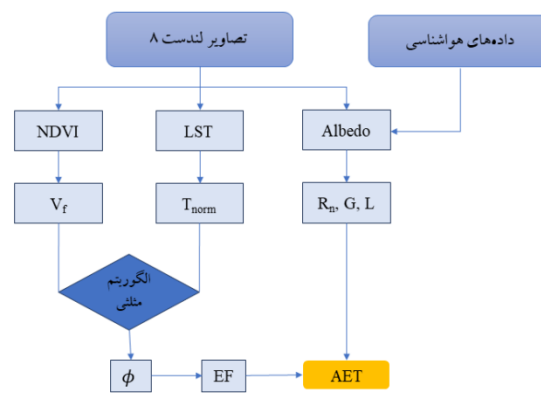 تصاویر لندست ۸
داده‌های هواشناسی
NDVI
LST
Albedo
Vf
Tnorm
Rn, G, L
الگوریتم
مثلثی
ϕ
EF
AET